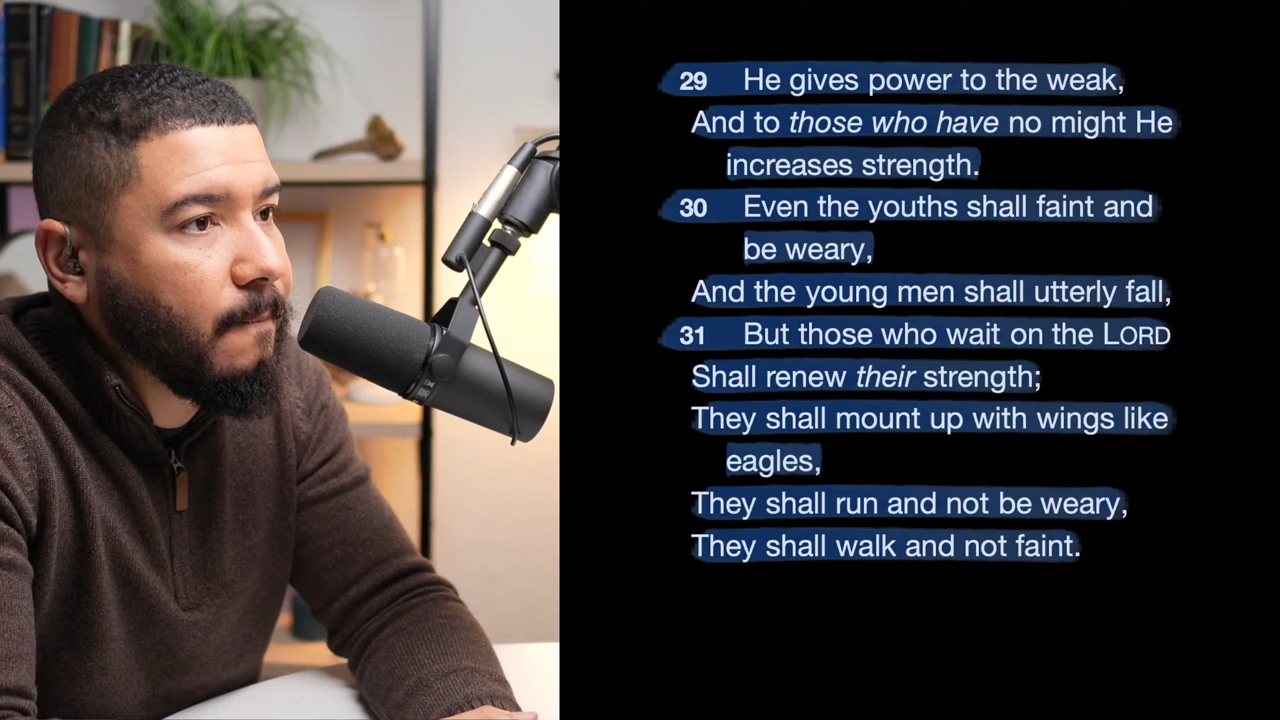 29 He gives power to the weak,
And to those who have no might He
increases strength.
30 Even the youths shall faint and
be weary,
And the young men shall utterly fall,
31 But those who wait on the LORD
Shall renew their strength;
They shall mount up with wings like
eagles,
They shall run and not be weary,
They shall walk and not faint.